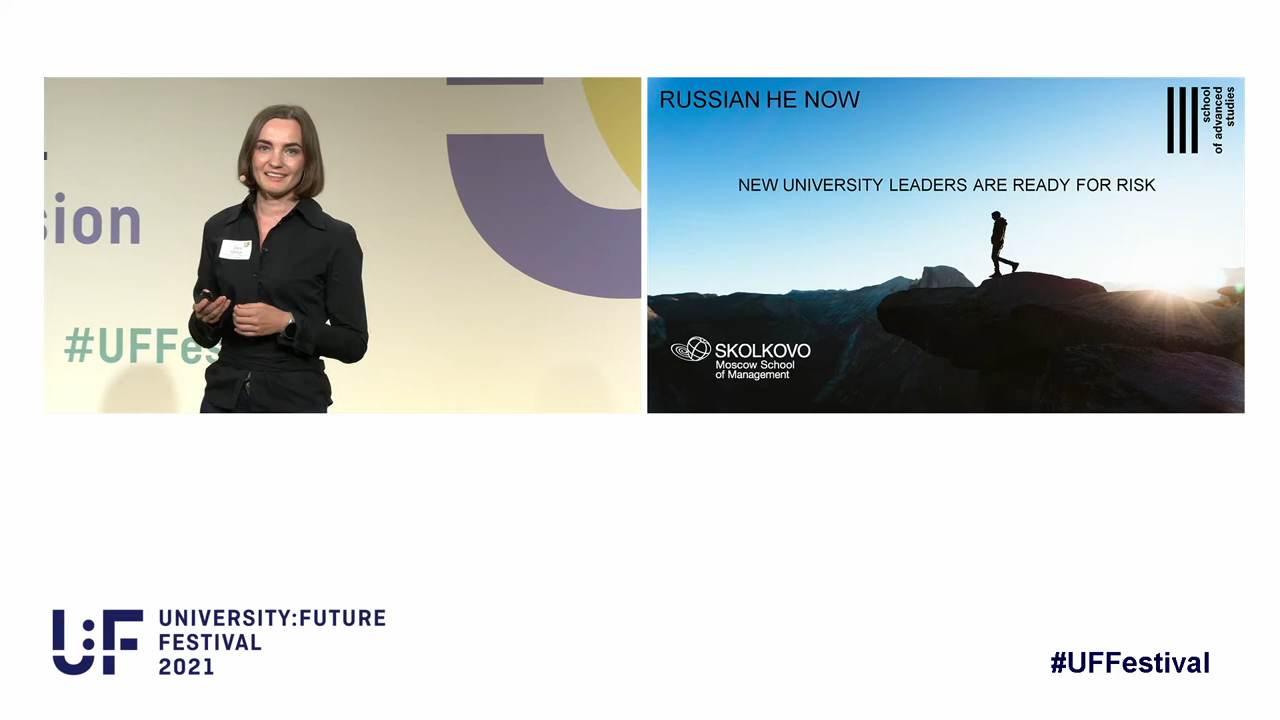 sion
#UFFes
RUSSIAN HE NOW
school
of advanced
studies
NEW UNIVERSITY LEADERS ARE READY FOR RISK
SKOLKOVO
Moscow School
of Management
U:F
UNIVERSITY:FUTURE
FESTIVAL
2021
#UFFestival